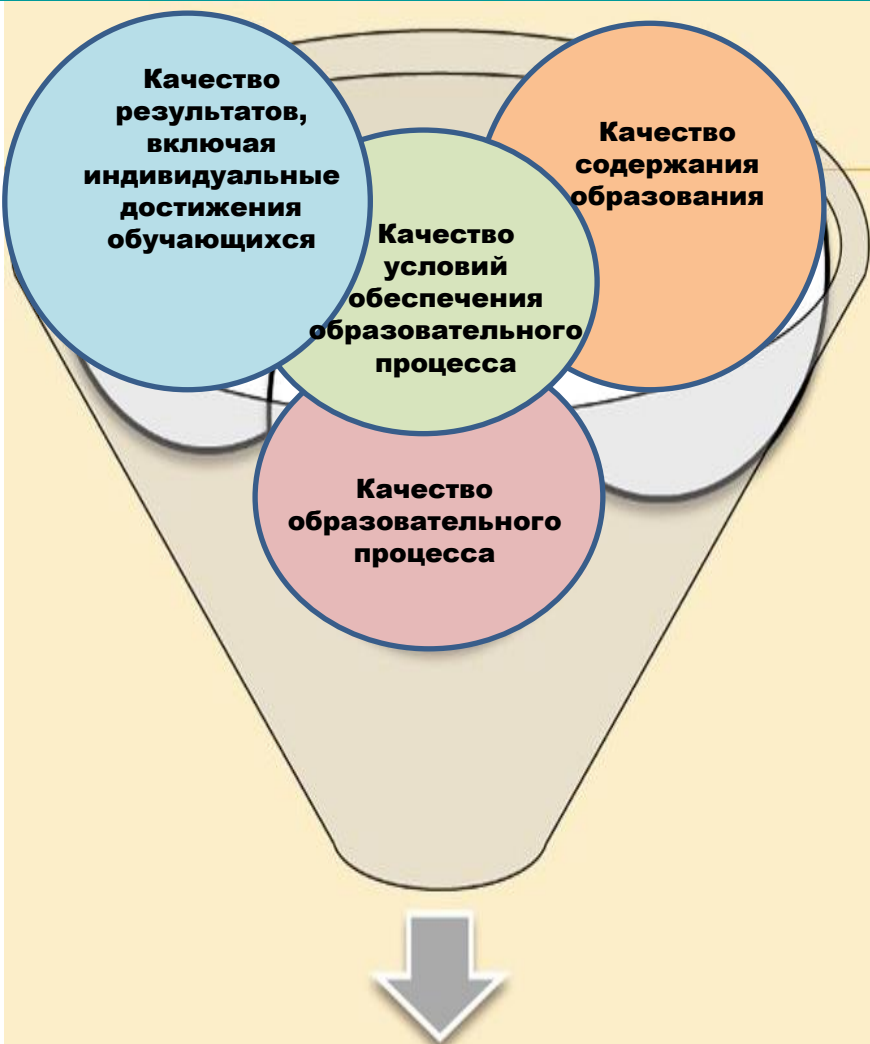 Качество
результатов,
включая
индивидуальные
достижения
обучающихся
Качество
содержания
образования
Качество
условий
обеспечения
образовательного
процесса
Качество
образовательного
процесса